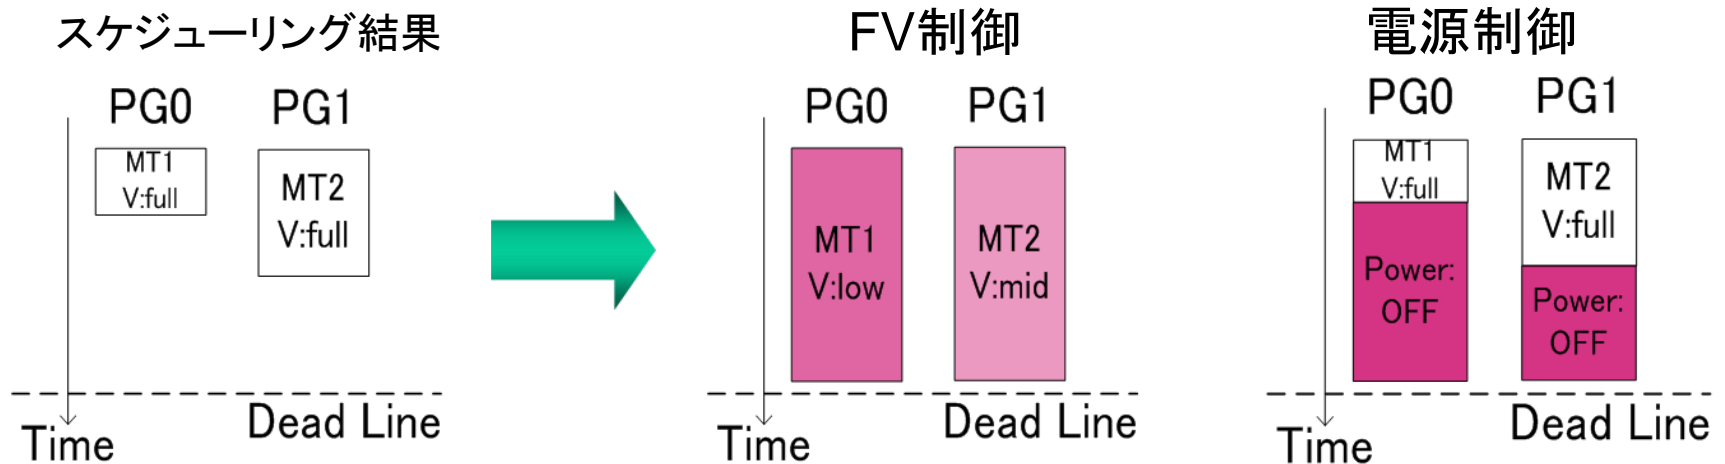 スケジューリング結果
PG0
PG1
MT1
V:full
MT2
V:full
Time
Dead Line
FV制御
PG0
PG1
MT1
V:low
MT2
V:mid
Time
Dead Line
電源制御
PG0
PG1
MT1
V:full
Power:
OFF
MT2
V:full
Power:
OFF
Time
Dead Line